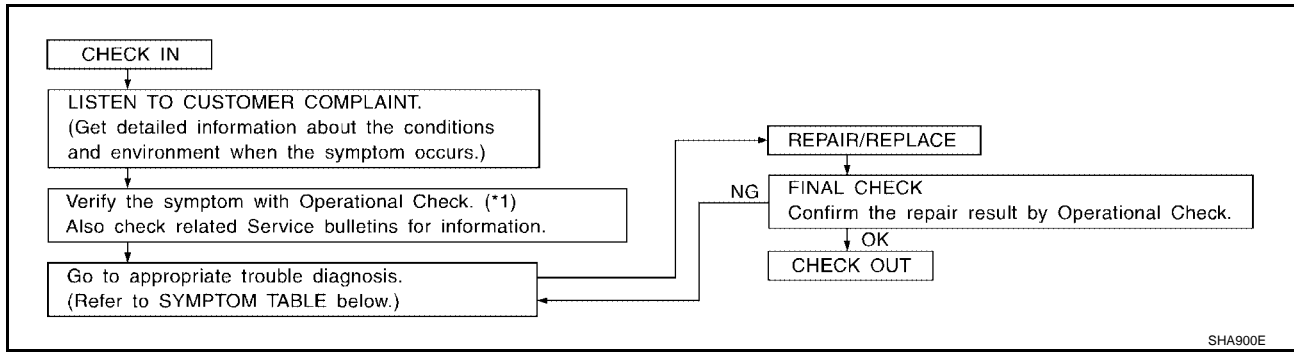 CHECK IN
LISTEN TO CUSTOMER COMPLAINT.
(Get detailed information about the conditions
and environment when the symptom occurs.)
Verify the symptom with Operational Check. (*1)
Also check related Service bulletins for information.
Go to appropriate trouble diagnosis.
(Refer to SYMPTOM TABLE below.)
REPAIR/REPLACE
NG
FINAL CHECK
Confirm the repair result by Operational Check.
OK
CHECK OUT
SHA900E